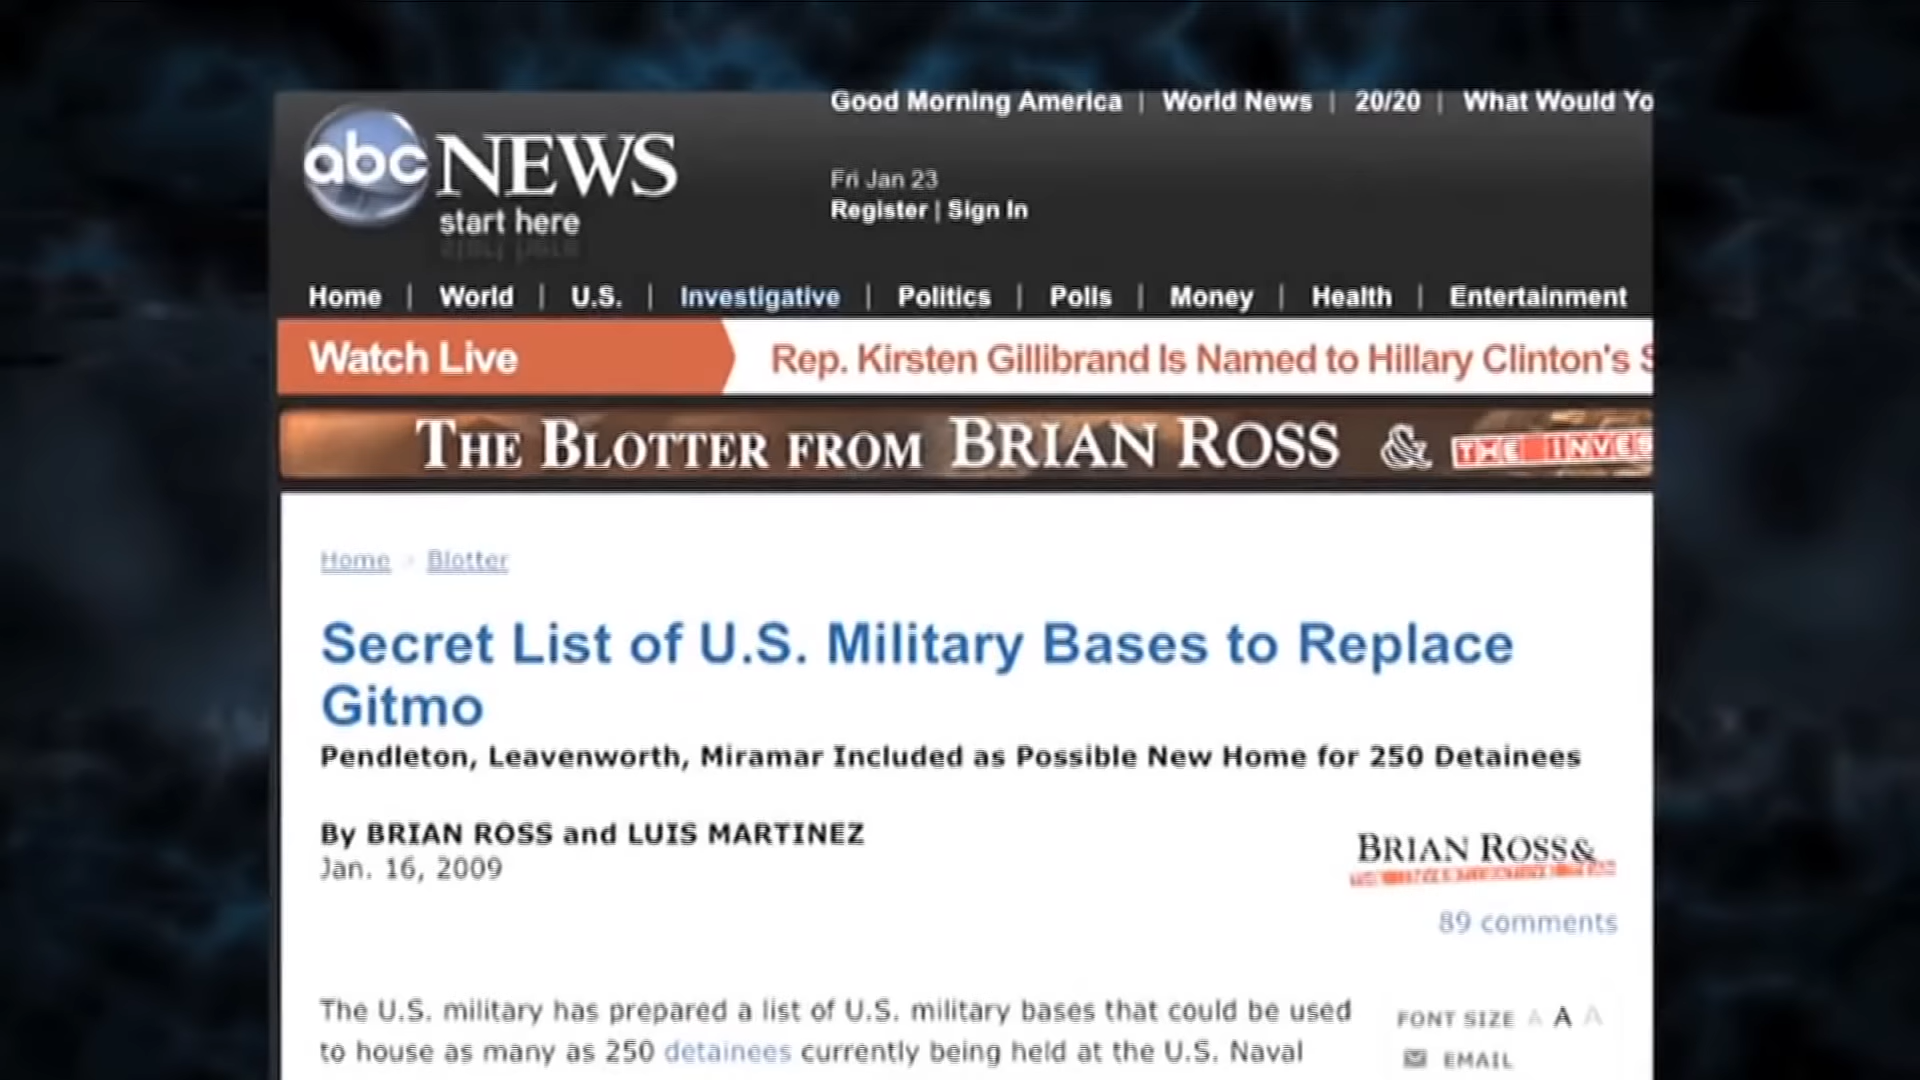 Good Morning America | World News | 20/20 | What Would Yo
abc NEWS
start here
Fri Jan 23
Register | Sign In
Home | World | U.S. | Investigative | Politics | Polls | Money | Health | Entertainment
Watch Live
Rep. Kirsten Gillibrand Is Named to Hillary Clinton's S
THE BLOTTER FROM BRIAN ROSS & THE INVES
Home > Blotter
Secret List of U.S. Military Bases to Replace
Gitmo
Pendleton, Leavenworth, Miramar Included as Possible New Home for 250 Detainees
By BRIAN ROSS and LUIS MARTINEZ
Jan. 16, 2009
BRIAN ROSS&
THE INVESTIGATIVE TEAM
89 comments
The U.S. military has prepared a list of U.S. military bases that could be used
to house as many as 250 detainees currently being held at the U.S. Naval
FONT SIZE A A A
EMAIL